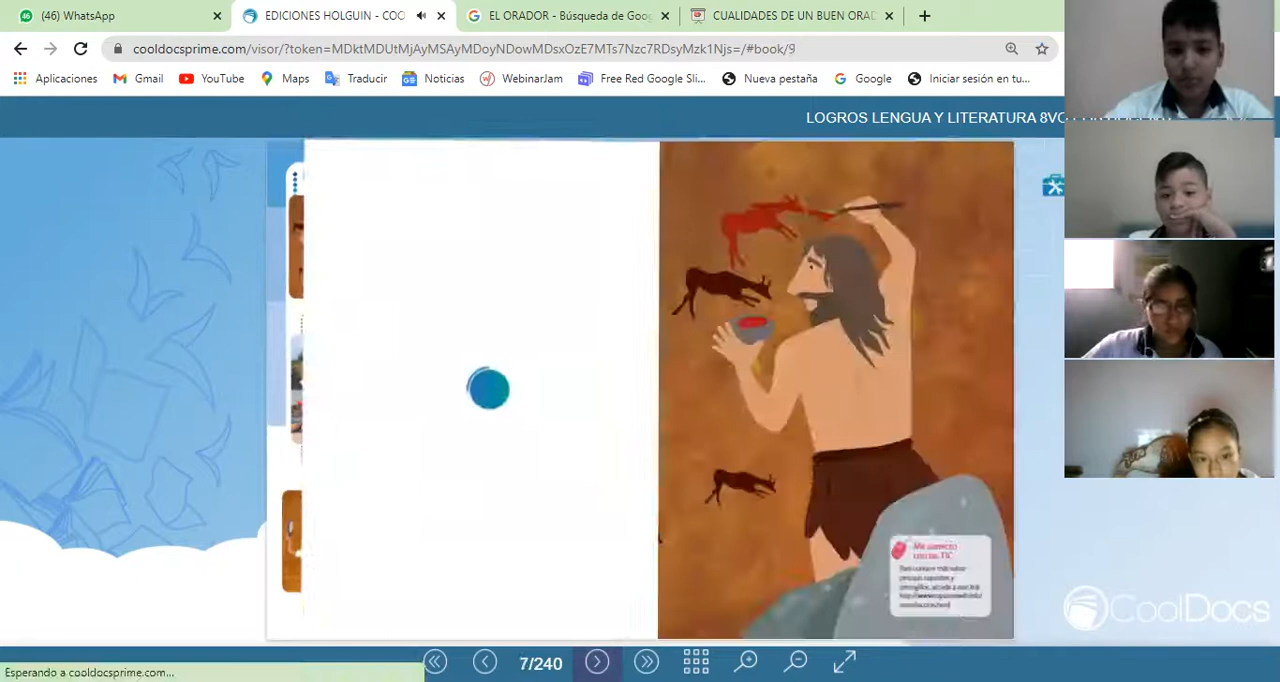 (46) WhatsApp
EDICIONES HOLGUIN - COO
EL ORADOR - Búsqueda de Goog
CUALIDADES DE UN BUEN ORAD
cooldocsprime.com/visor/?token=MDktMDUtMjAyMSAyMDoyNDowMDsxOzE7MTs7Nzc7RDsyMzk1Njs=/#book/9
Aplicaciones
Gmail
YouTube
Maps
Traducir
Noticias
WebinarJam
Free Red Google Sli...
Nueva pestaña
Google
Iniciar sesión en tu...
LOGROS LENGUA Y LITERATURA 8VO
Me conecto
con las TIC
CoolDocs
7/240
Esperando a cooldocsprime.com...